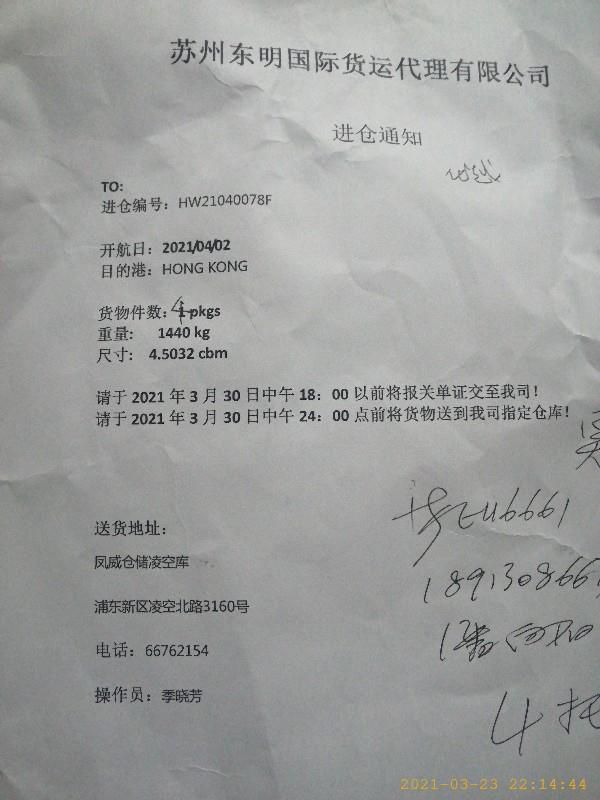 苏州东明国际货运代理有限公司
进仓通知
TO:
进仓编号：HW21040078F
开航日：2021/04/02
目的港：HONG KONG
货物件数：4 pkgs
重量： 1440 kg
尺寸： 4.5032 cbm
请于 2021 年 3 月 30 日中午 18：00 以前将报关单证交至我司！
请于 2021 年 3 月 30 日中午 24：00 点前将货物送到我司指定仓库！
送货地址：
凤威仓储凌空库
浦东新区凌空北路3160号
电话：66762154
操作员：季晓芳
4托
2021-03-23 22:14:44